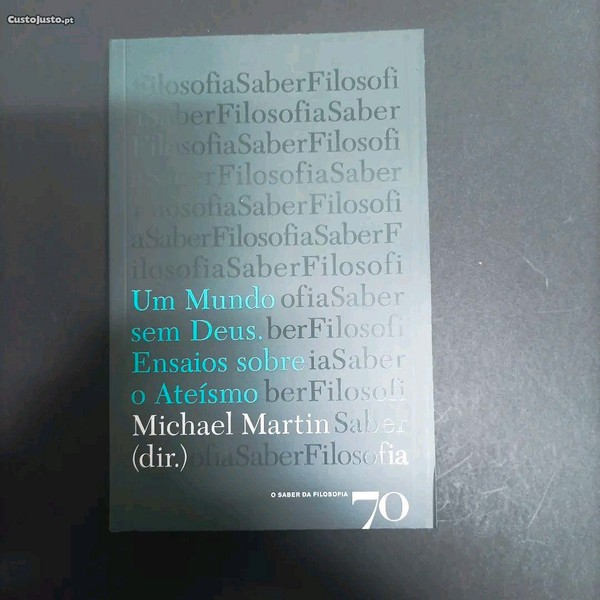 CustoJusto.pt
filosofiaSaberFilosofi
aSaberFilosofiaSaber
FilosofiaSaberFilosofi
aSaberFilosofiaSaber
filosofiaSaberFilosofi
aSaberFilosofiaSaberF
ilosofiaSaberFilosofi
Um Mundo ofiaSaber
sem Deus. berFilosofi
Ensaios sobre iaSaber
o Ateísmo berFilosofi
Michael Martin Saber
(dir.) ofiaSaberFilosofia
O SABER DA FILOSOFIA
70